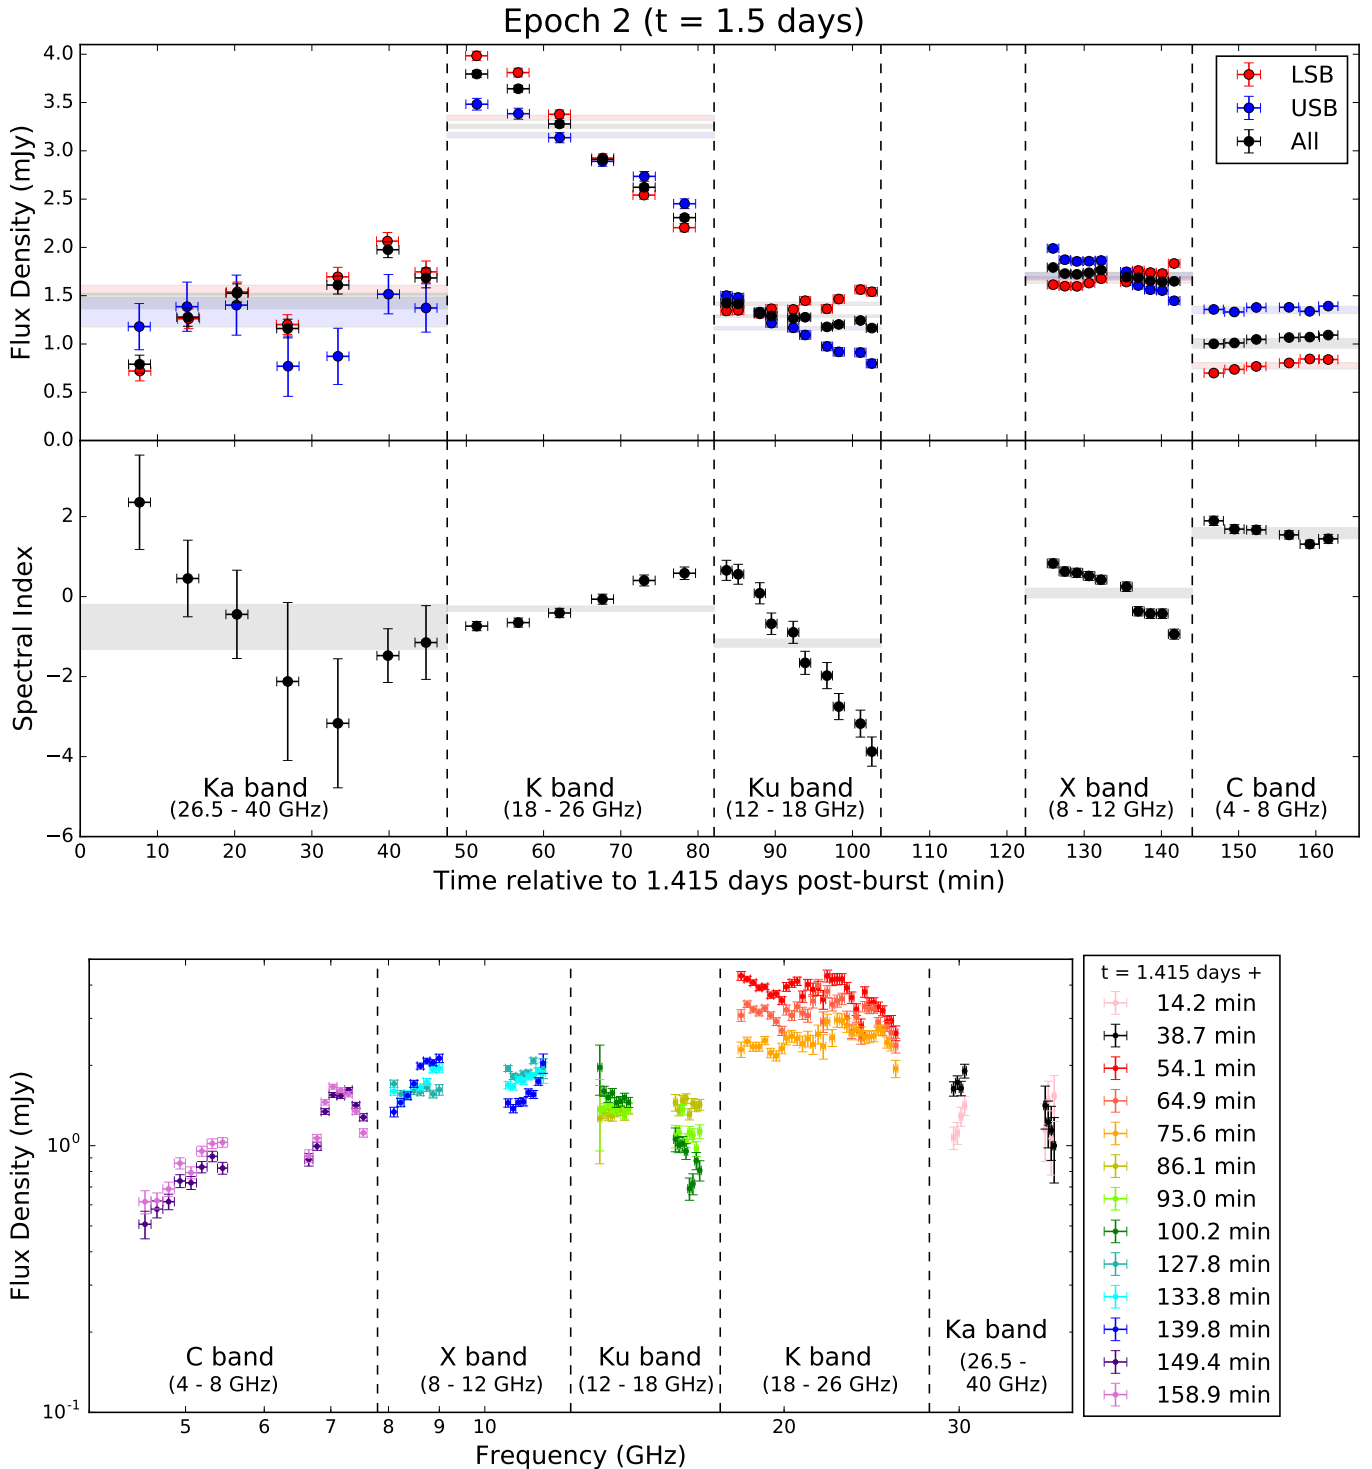 Epoch 2 (t = 1.5 days)
Flux Density (mJy)
4.0
3.5
3.0
2.5
2.0
1.5
1.0
0.5
0.0
LSB
USB
All
Spectral Index
2
0
−2
−4
−6
Ka band
(26.5 - 40 GHz)
K band
(18 - 26 GHz)
Ku band
(12 - 18 GHz)
X band
(8 - 12 GHz)
C band
(4 - 8 GHz)
0 10 20 30 40 50 60 70 80 90 100 110 120 130 140 150 160
Time relative to 1.415 days post-burst (min)
Flux Density (mJy)
10^0
10^-1
C band
(4 - 8 GHz)
X band
(8 - 12 GHz)
Ku band
(12 - 18 GHz)
K band
(18 - 26 GHz)
Ka band
(26.5 -
40 GHz)
5 6 7 8 9 10 20 30
Frequency (GHz)
t = 1.415 days +
14.2 min
38.7 min
54.1 min
64.9 min
75.6 min
86.1 min
93.0 min
100.2 min
127.8 min
133.8 min
139.8 min
149.4 min
158.9 min